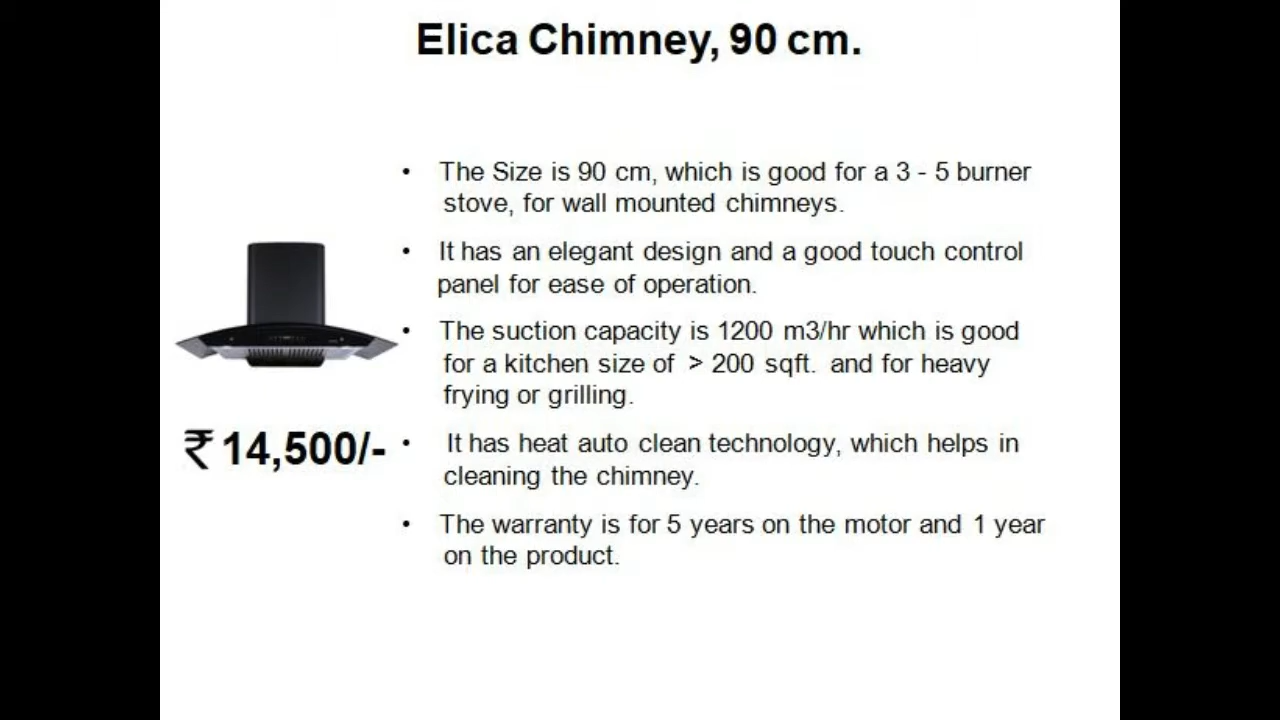 Elica Chimney, 90 cm.
• The Size is 90 cm, which is good for a 3 - 5 burner
stove, for wall mounted chimneys.
• It has an elegant design and a good touch control
panel for ease of operation.
• The suction capacity is 1200 m3/hr which is good
for a kitchen size of > 200 sqft. and for heavy
frying or grilling.
₹ 14,500/-
• It has heat auto clean technology, which helps in
cleaning the chimney.
• The warranty is for 5 years on the motor and 1 year
on the product.